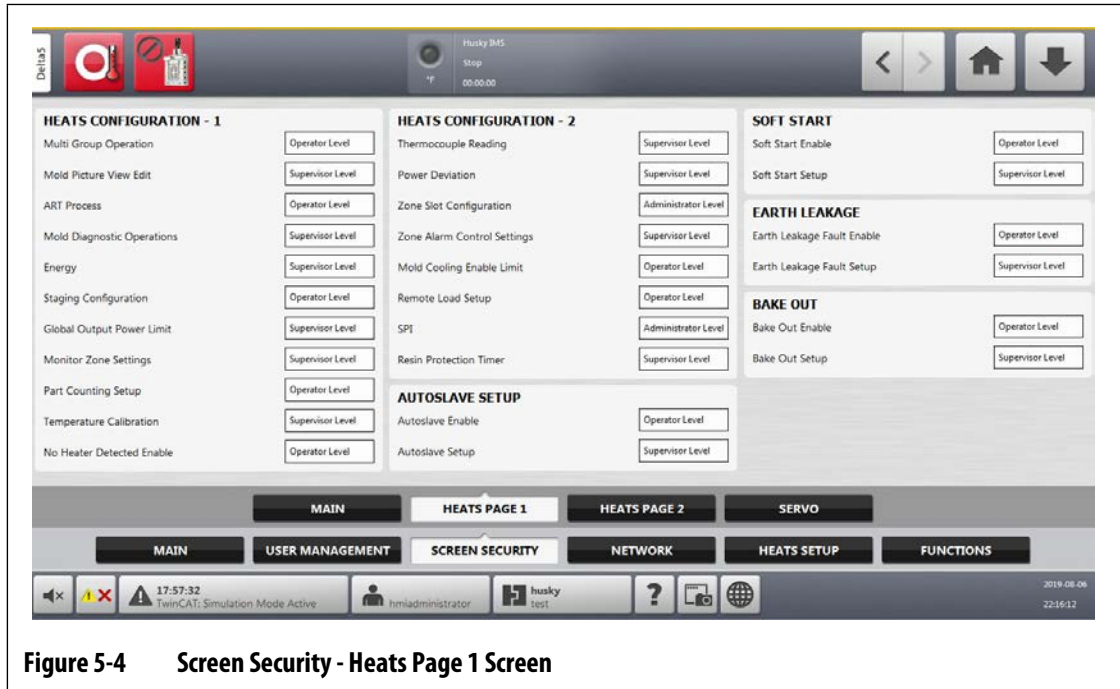 Delta5
Husky IMS
Stop
°F
00:00:00
HEATS CONFIGURATION - 1
Multi Group Operation Operator Level
Mold Picture View Edit Supervisor Level
ART Process Operator Level
Mold Diagnostic Operations Supervisor Level
Energy Supervisor Level
Staging Configuration Operator Level
Global Output Power Limit Supervisor Level
Monitor Zone Settings Supervisor Level
Part Counting Setup Operator Level
Temperature Calibration Supervisor Level
No Heater Detected Enable Operator Level
HEATS CONFIGURATION - 2
Thermocouple Reading Supervisor Level
Power Deviation Supervisor Level
Zone Slot Configuration Administrator Level
Zone Alarm Control Settings Supervisor Level
Mold Cooling Enable Limit Operator Level
Remote Load Setup Operator Level
SPI Administrator Level
Resin Protection Timer Supervisor Level
AUTOSLAVE SETUP
Autoslave Enable Operator Level
Autoslave Setup Supervisor Level
SOFT START
Soft Start Enable Operator Level
Soft Start Setup Supervisor Level
EARTH LEAKAGE
Earth Leakage Fault Enable Operator Level
Earth Leakage Fault Setup Supervisor Level
BAKE OUT
Bake Out Enable Operator Level
Bake Out Setup Supervisor Level
MAIN HEATS PAGE 1 HEATS PAGE 2 SERVO
MAIN USER MANAGEMENT SCREEN SECURITY NETWORK HEATS SETUP FUNCTIONS
17:57:32
TwinCAT: Simulation Mode Active
hmiadministrator
husky
test
?
2019-08-06
22:16:12
Figure 5-4 Screen Security - Heats Page 1 Screen